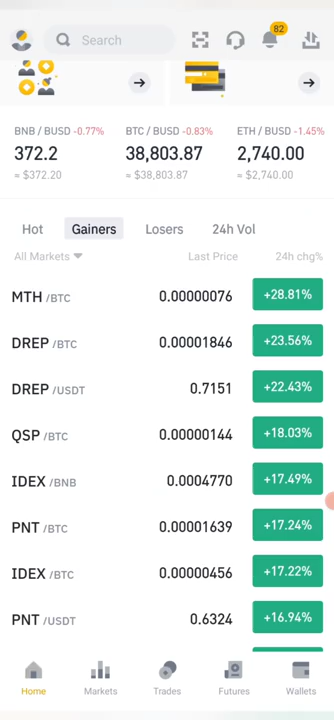 82
Search
BNB / BUSD -0.77% BTC / BUSD -0.83% ETH / BUSD -1.45%
372.2 38,803.87 2,740.00
≈ $372.20 ≈ $38,803.87 ≈ $2,740.00
Hot Gainers Losers 24h Vol
All Markets Last Price 24h chg%
MTH /BTC 0.00000076 +28.81%
DREP /BTC 0.00001846 +23.56%
DREP /USDT 0.7151 +22.43%
QSP /BTC 0.00000144 +18.03%
IDEX /BNB 0.0004770 +17.49%
PNT /BTC 0.00001639 +17.24%
IDEX /BTC 0.00000456 +17.22%
PNT /USDT 0.6324 +16.94%
Home Markets Trades Futures Wallets